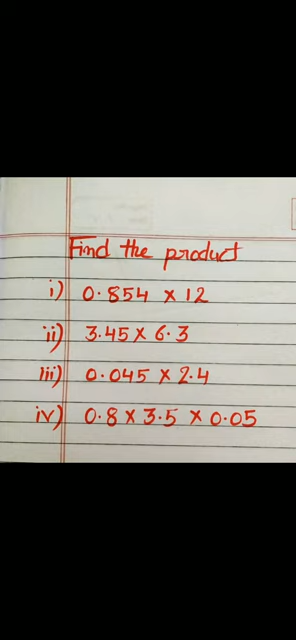 Find the product
i) 0.854 x 12
ii) 3.45 x 6.3
iii) 0.045 x 2.4
iv) 0.8 x 3.5 x 0.05